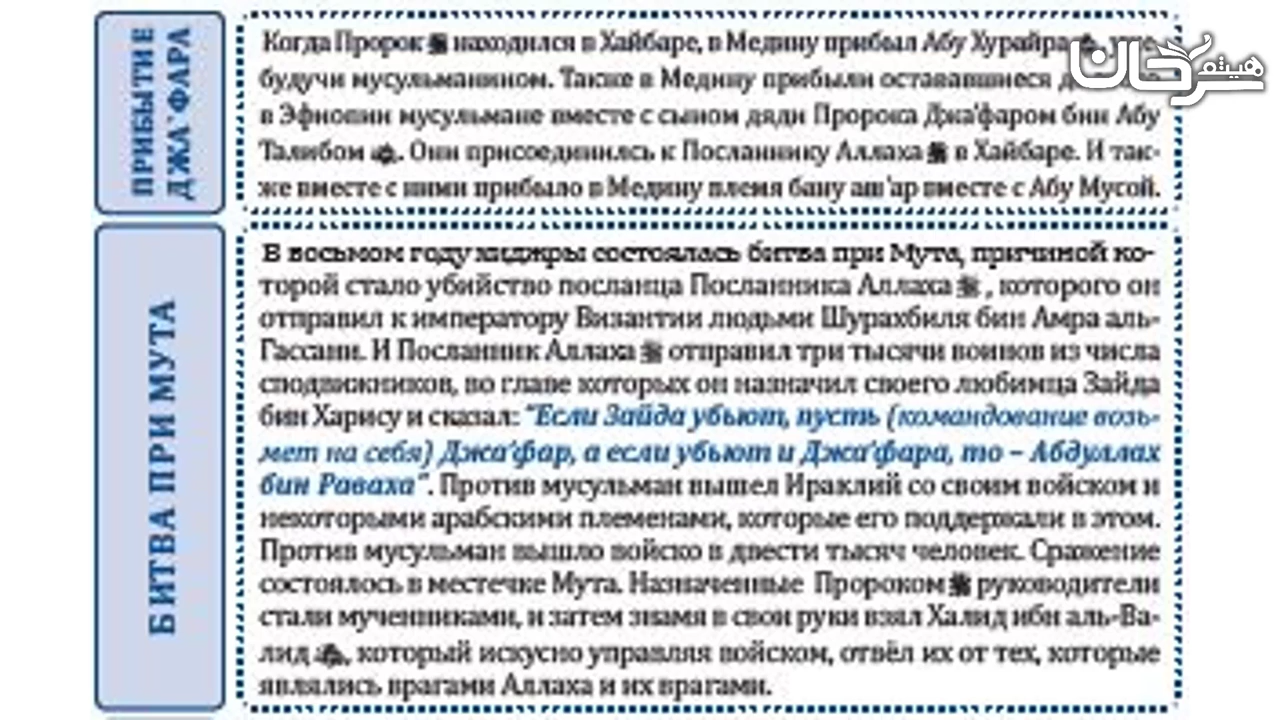 ПРИБЫТИЕ
ДЖА'ФАРА
Когда Пророк ﷺ находился в Хайбаре, в Медину прибыл Абу Хурайра
будучи мусульманином. Также в Медину прибыли остававшиеся
в Эфиопии мусульмане вместе с сыном дяди Пророка Джа'фаром бин Абу
Талибом . Они присоединилсь к Посланнику Аллаха ﷺ в Хайбаре. И так-
же вместе с ними прибыло в Медину племя бану аш'ар вместе с Абу Мусой.
БИТВА ПРИ МУТА
В восьмом году хиджры состоялась битва при Мута, причиной ко-
торой стало убийство посланца Посланника Аллаха ﷺ , которого он
отправил к императору Византии людьми Шурахбиля бин Амра аль-
Гассани. И Посланник Аллаха ﷺ отправил три тысячи воинов из числа
сподвижников, во главе которых он назначил своего любимца Зайда
бин Харису и сказал: "Если Зайда убьют, пусть (командование возь-
мет на себя) Джа'фар, а если убьют и Джа'фара, то – Абдуллах
бин Раваха". Против мусульман вышел Ираклий со своим войском и
некоторыми арабскими племенами, которые его поддержали в этом.
Против мусульман вышло войско в двести тысяч человек. Сражение
состоялось в местечке Мута. Назначенные Пророком ﷺ руководители
стали мученниками, и затем знамя в свои руки взял Халид ибн аль-Ва-
лид , который искусно управляя войском, отвёл их от тех, которые
являлись врагами Аллаха и их врагами.
هيتم سرحان